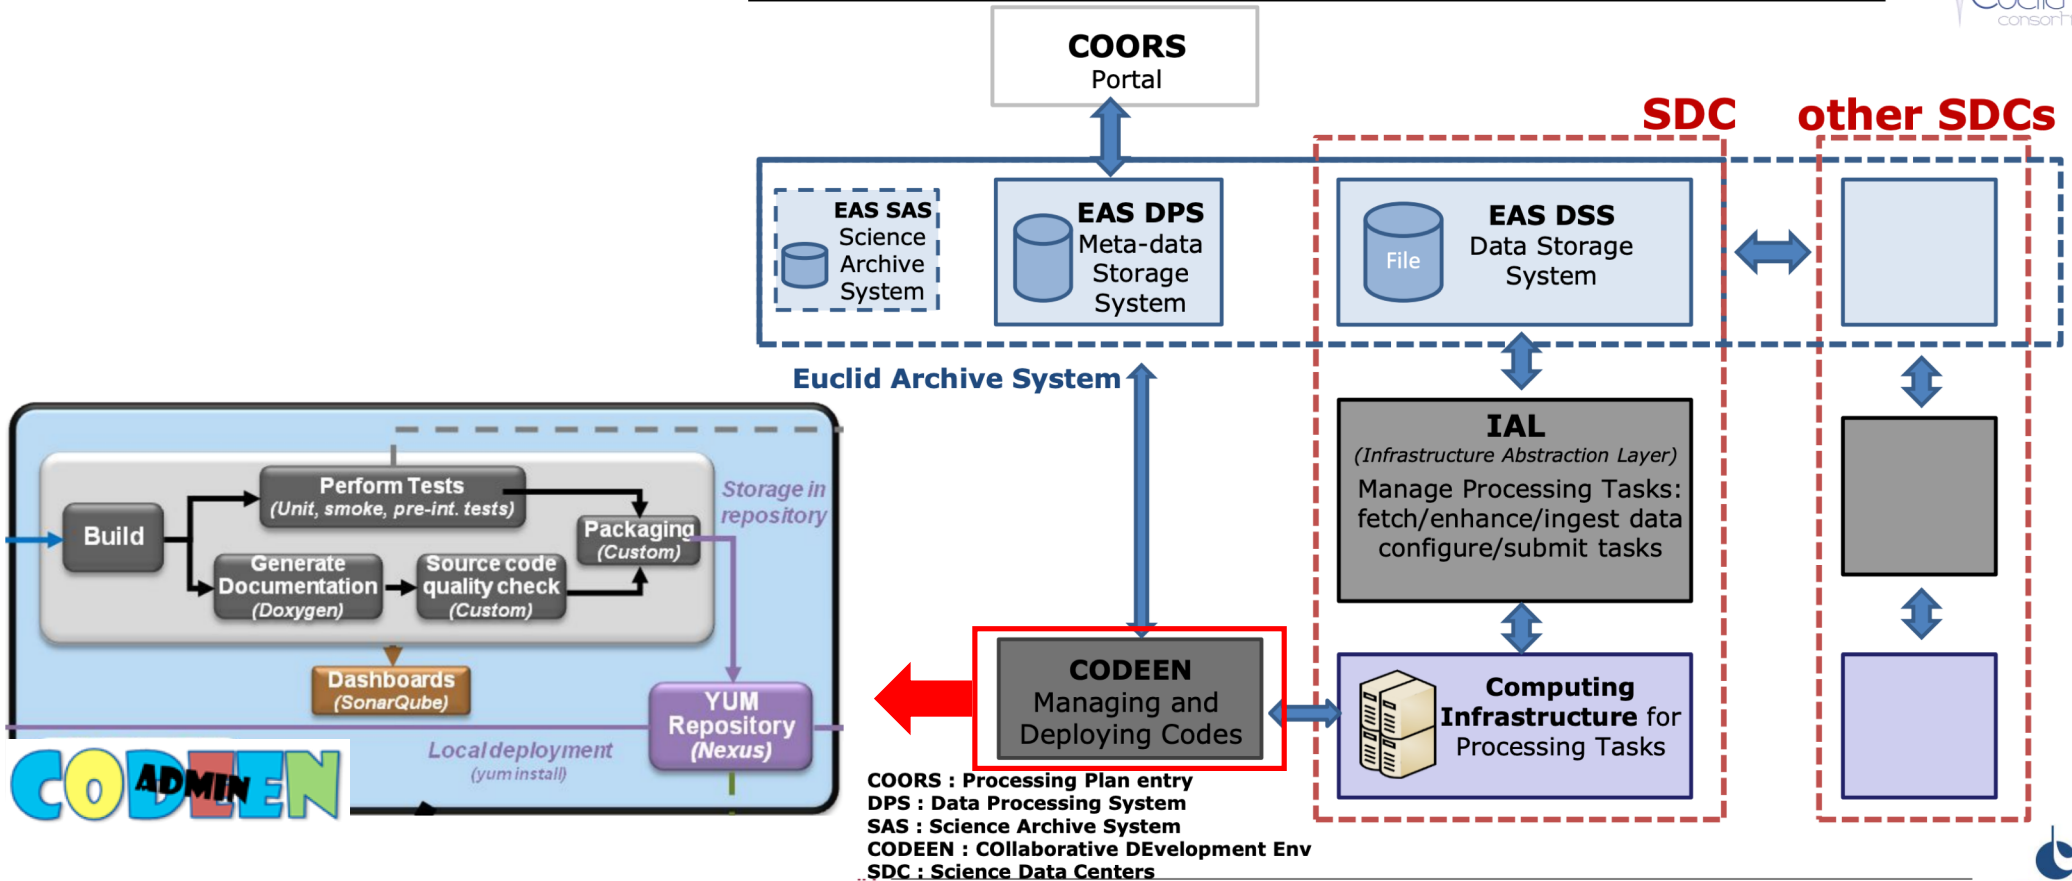 Euclid
consort
COORS
Portal
SDC
other SDCs
EAS SAS
Science
Archive
System
EAS DPS
Meta-data
Storage
System
File
EAS DSS
Data Storage
System
Euclid Archive System
IAL
(Infrastructure Abstraction Layer)
Manage Processing Tasks:
fetch/enhance/ingest data
configure/submit tasks
Build
Perform Tests
(Unit, smoke, pre-int. tests)
Generate
Documentation
(Doxygen)
Source code
quality check
(Custom)
Packaging
(Custom)
Storage in
repository
Dashboards
(SonarQube)
YUM
Repository
(Nexus)
Local deployment
(yum install)
CODEEN
ADMIN
CODEEN
Managing and
Deploying Codes
Computing
Infrastructure for
Processing Tasks
COORS : Processing Plan entry
DPS : Data Processing System
SAS : Science Archive System
CODEEN : COllaborative DEvelopment Env
SDC : Science Data Centers